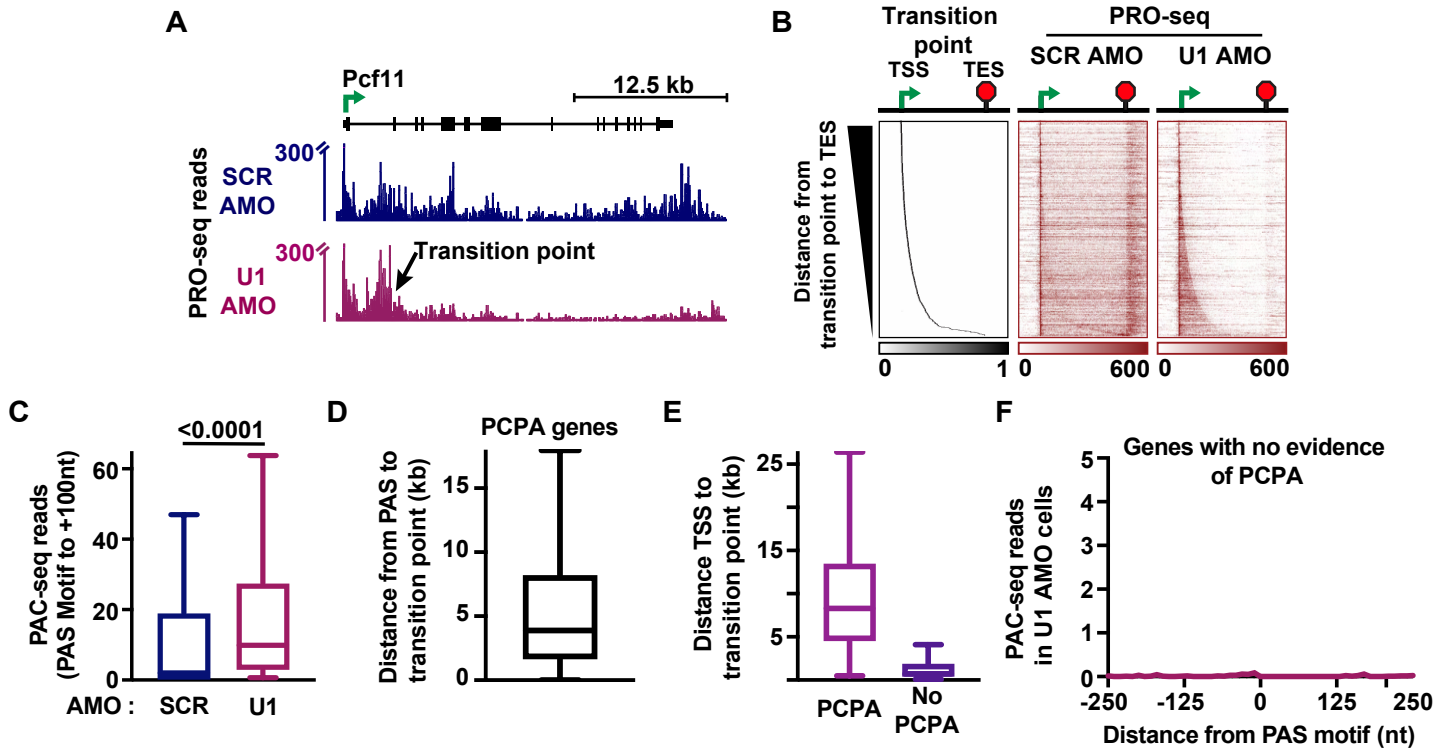 A
Pcf11
12.5 kb
PRO-seq reads
300
SCR
AMO
300
U1
AMO
Transition point
B
Transition
point
TSS
TES
PRO-seq
SCR AMO
U1 AMO
Distance from
transition point to TES
0
1
0
600
0
600
C
<0.0001
PAC-seq reads
(PAS Motif to +100nt)
60
40
20
0
AMO :
SCR
U1
D
PCPA genes
Distance from PAS to
transition point (kb)
15
10
5
0
E
Distance TSS to
transition point (kb)
25
15
5
PCPA
No
PCPA
F
Genes with no evidence
of PCPA
PAC-seq reads
in U1 AMO cells
5
4
3
2
1
0
-250
-125
0
125
250
Distance from PAS motif (nt)